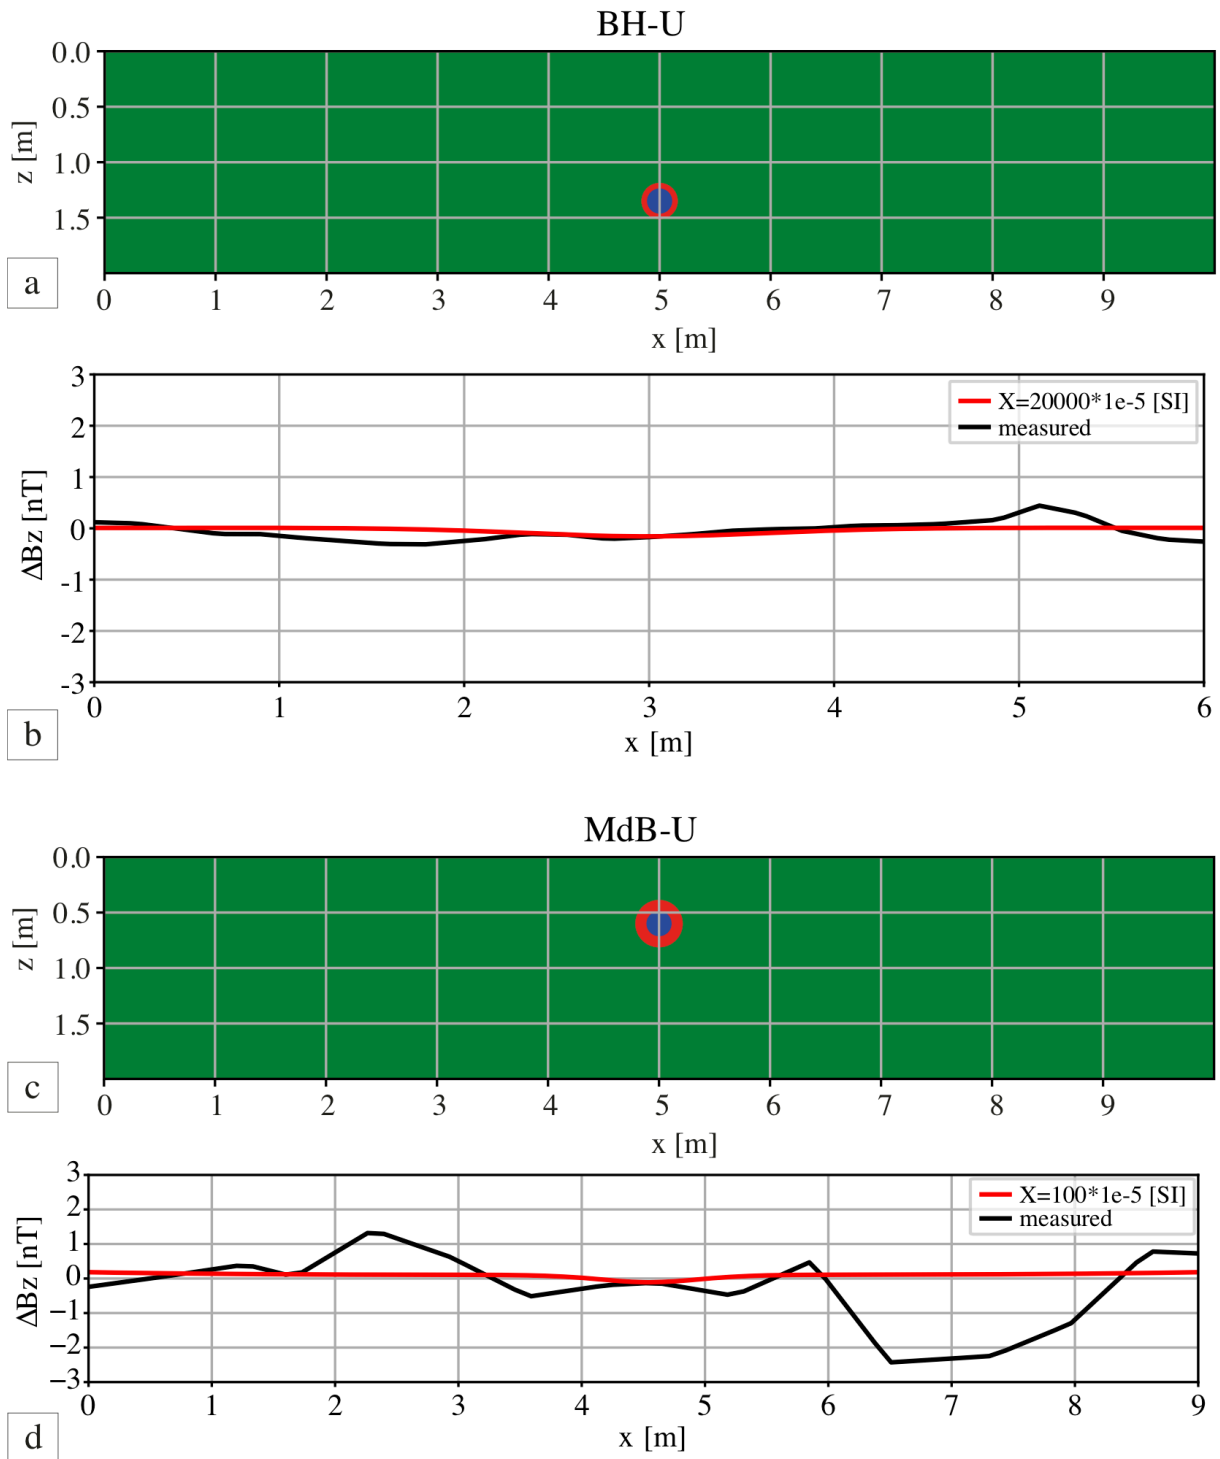 BH-U
0.0
0.5
1.0
1.5
z [m]
a
0 1 2 3 4 5 6 7 8 9
x [m]
3
2
1
0
-1
-2
-3
ΔBz [nT]
X=20000*1e-5 [SI]
measured
0 1 2 3 4 5 6
b
x [m]
MdB-U
0.0
0.5
1.0
1.5
z [m]
c
0 1 2 3 4 5 6 7 8 9
x [m]
3
2
1
0
−1
−2
−3
ΔBz [nT]
X=100*1e-5 [SI]
measured
0 1 2 3 4 5 6 7 8 9
d
x [m]